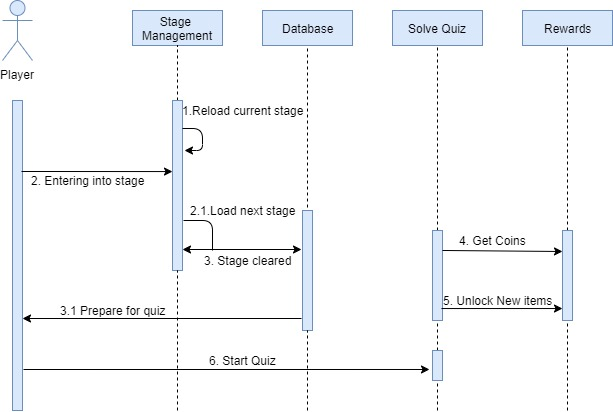 Player
Stage
Management
Database
Solve Quiz
Rewards
1.Reload current stage
2. Entering into stage
2.1.Load next stage
3. Stage cleared
4. Get Coins
5. Unlock New items
3.1 Prepare for quiz
6. Start Quiz